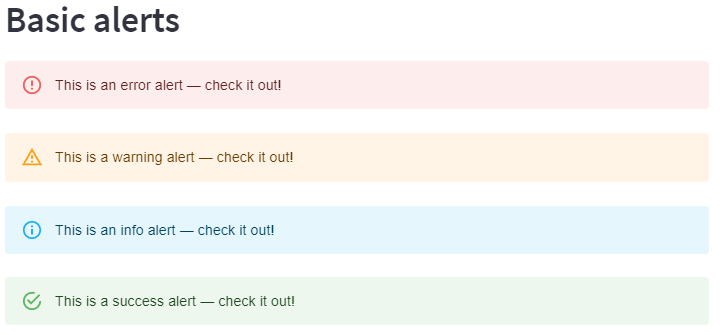 Basic alerts
This is an error alert — check it out!
This is a warning alert — check it out!
This is an info alert — check it out!
This is a success alert — check it out!